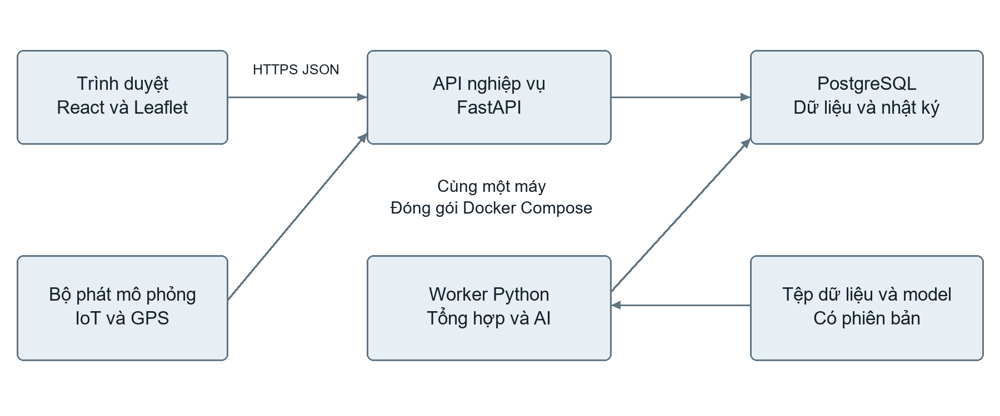 Trình duyệt
React và Leaflet
HTTPS JSON
API nghiệp vụ
FastAPI
PostgreSQL
Dữ liệu và nhật ký
Cùng một máy
Đóng gói Docker Compose
Bộ phát mô phỏng
IoT và GPS
Worker Python
Tổng hợp và AI
Tệp dữ liệu và model
Có phiên bản